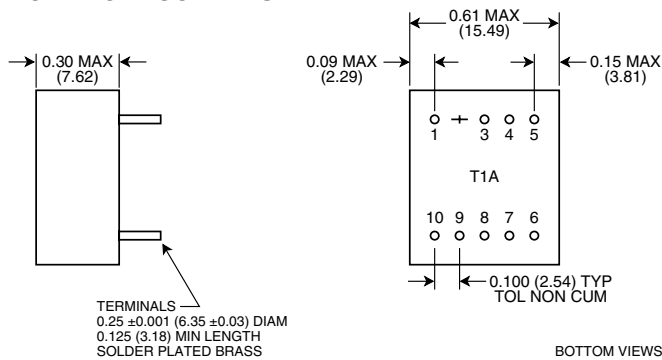 0.30 MAX
(7.62)
0.61 MAX
(15.49)
0.09 MAX
(2.29)
0.15 MAX
(3.81)
1 3 4 5
T1A
10 9 8 7 6
0.100 (2.54) TYP
TOL NON CUM
TERMINALS
0.25 ±0.001 (6.35 ±0.03) DIAM
0.125 (3.18) MIN LENGTH
SOLDER PLATED BRASS
BOTTOM VIEWS